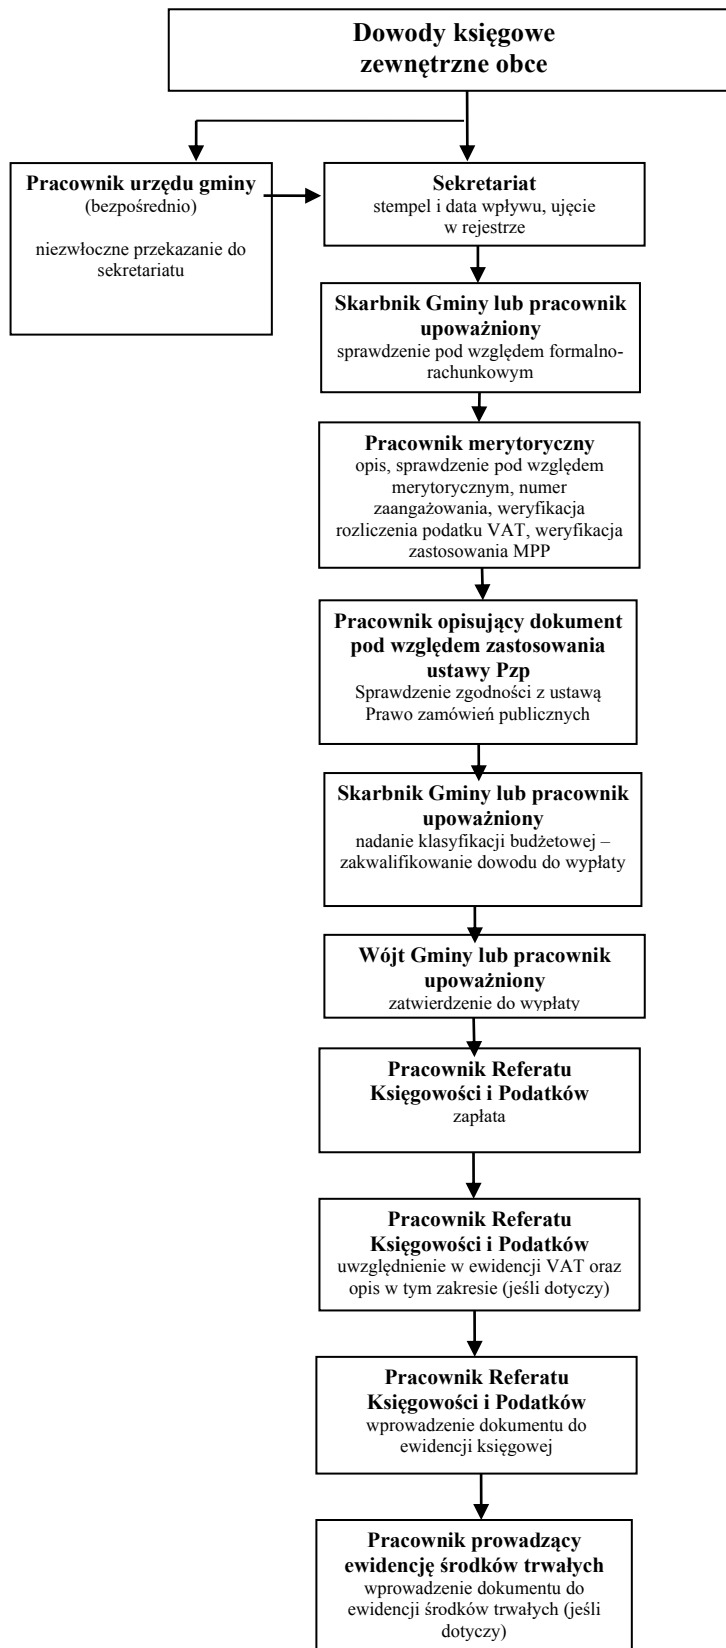 Dowody księgowe
zewnętrzne obce
Pracownik urzędu gminy
(bezpośrednio)
niezwłoczne przekazanie do
sekretariatu
Sekretariat
stempel i data wpływu, ujęcie
w rejestrze
Skarbnik Gminy lub pracownik
upoważniony
sprawdzenie pod względem formalno-
rachunkowym
Pracownik merytoryczny
opis, sprawdzenie pod względem
merytorycznym, numer
zaangażowania, weryfikacja
rozliczenia podatku VAT, weryfikacja
zastosowania MPP
Pracownik opisujący dokument
pod względem zastosowania
ustawy Pzp
Sprawdzenie zgodności z ustawą
Prawo zamówień publicznych
Skarbnik Gminy lub pracownik
upoważniony
nadanie klasyfikacji budżetowej –
zakwalifikowanie dowodu do wypłaty
Wójt Gminy lub pracownik
upoważniony
zatwierdzenie do wypłaty
Pracownik Referatu
Księgowości i Podatków
zapłata
Pracownik Referatu
Księgowości i Podatków
uwzględnienie w ewidencji VAT oraz
opis w tym zakresie (jeśli dotyczy)
Pracownik Referatu
Księgowości i Podatków
wprowadzenie dokumentu do
ewidencji księgowej
Pracownik prowadzący
ewidencję środków trwałych
wprowadzenie dokumentu do
ewidencji środków trwałych (jeśli
dotyczy)